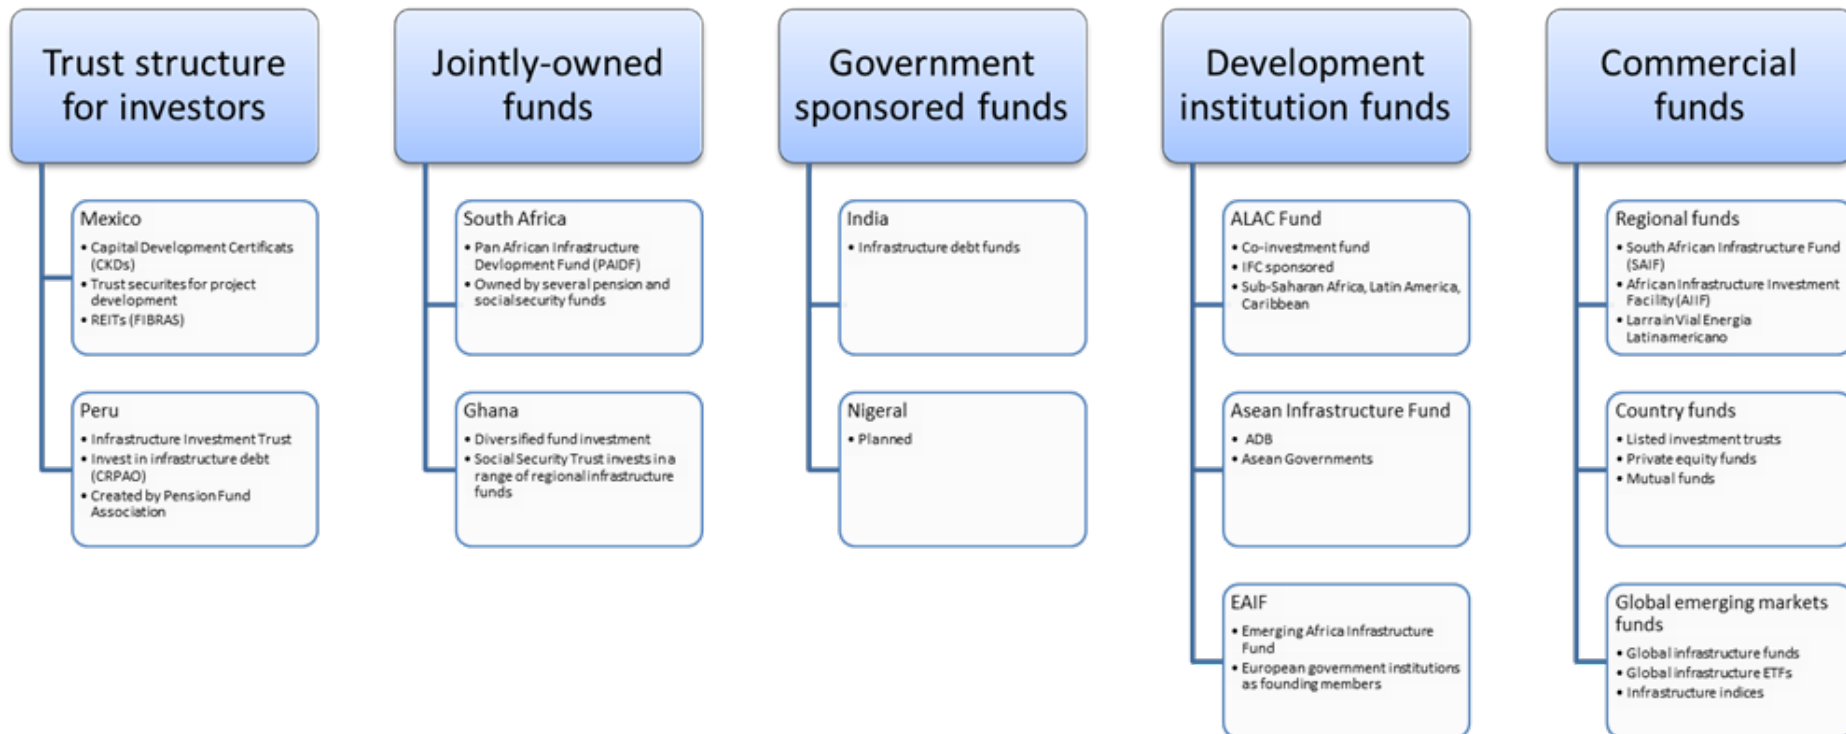 Trust structure
for investors
Mexico
• Capital Development Certificats
(CKDs)
• Trust securites for project
development
• REITs (FIBRAS)
Peru
• Infrastructure Investment Trust
• Invest in infrastructure debt
(CRPAO)
• Created by Pension Fund
Association
Jointly-owned
funds
South Africa
• Pan African Infrastructure
Devlopment Fund (PAIDF)
• Owned by several pension and
social security funds
Ghana
• Diversified fund investment
• Social Security Trust invests in a
range of regional infrastructure
funds
Government
sponsored funds
India
• Infrastructure debt funds
Nigeral
• Planned
Development
institution funds
ALAC Fund
• Co-investment fund
• IFC sponsored
• Sub-Saharan Africa, Latin America,
Caribbean
Asean Infrastructure Fund
• ADB
• Asean Governments
EAIF
• Emerging Africa Infrastructure
Fund
• European government institutions
as founding members
Commercial
funds
Regional funds
• South African Infrastructure Fund
(SAIF)
• African Infrastructure Investment
Facility (AIIF)
• Larrain Vial Energia
Latinamericano
Country funds
• Listed investment trusts
• Private equity funds
• Mutual funds
Global emerging markets
funds
• Global infrastructure funds
• Global infrastructure ETFs
• Infrastructure indices